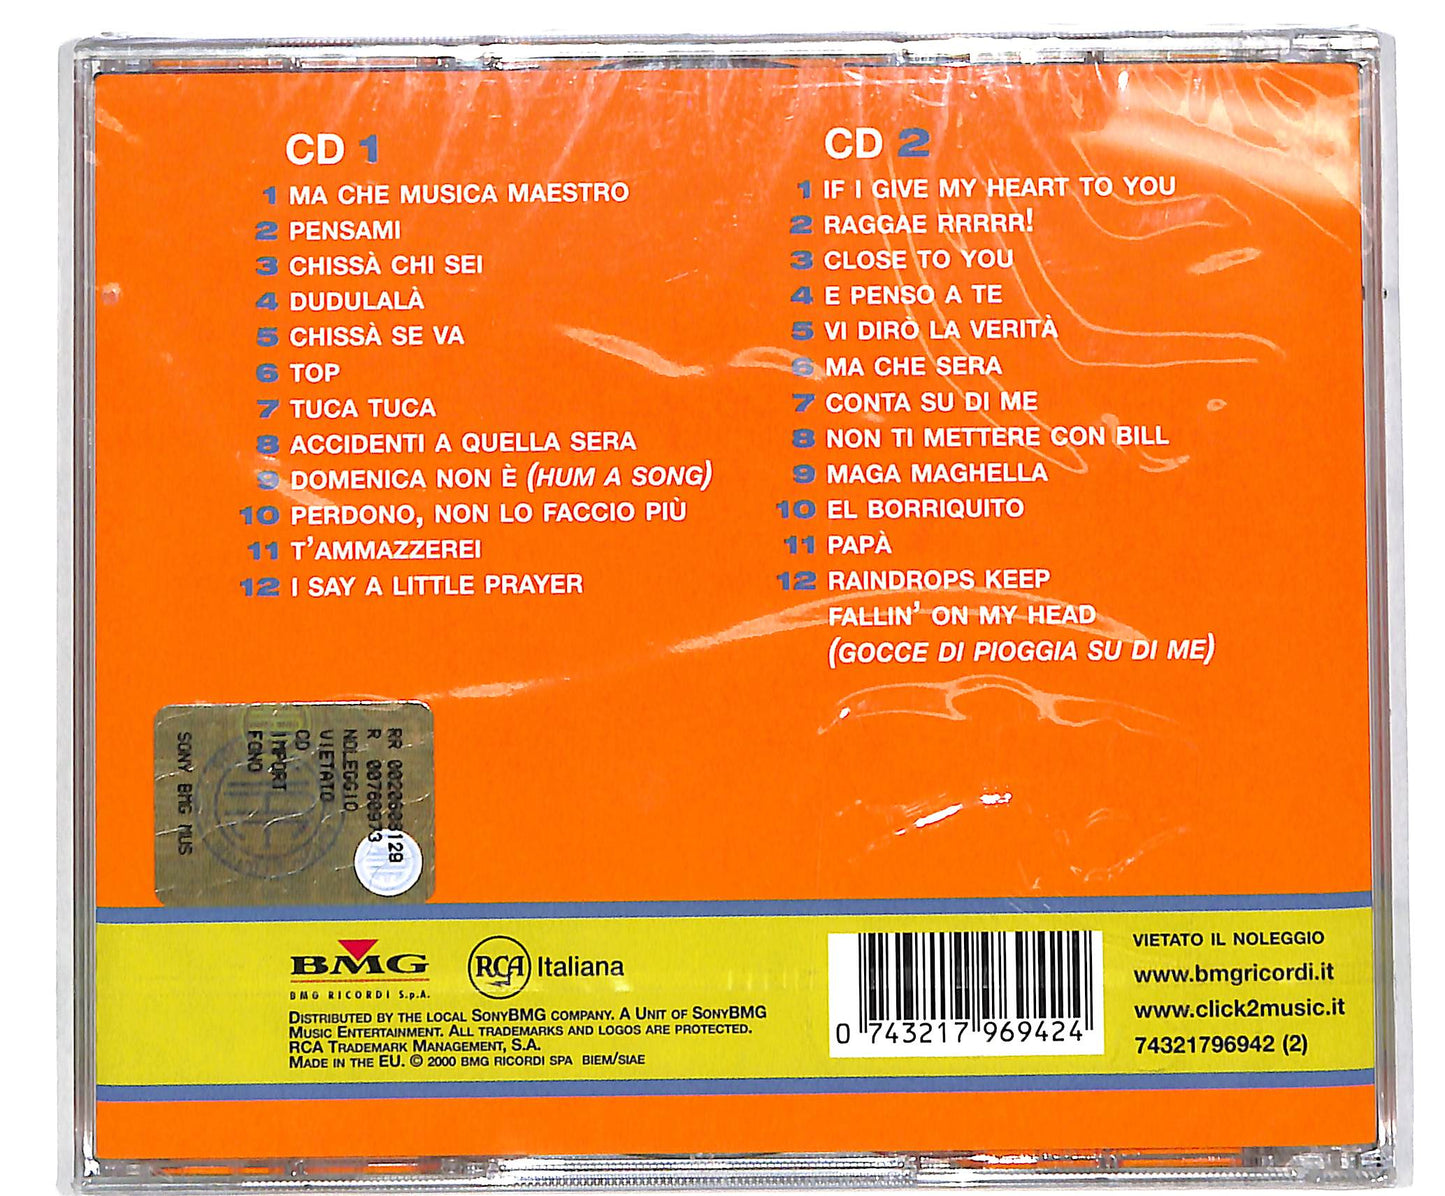 CD 1
1 MA CHE MUSICA MAESTRO
2 PENSAMI
3 CHISSÀ CHI SEI
4 DUDULALÀ
5 CHISSÀ SE VA
6 TOP
7 TUCA TUCA
8 ACCIDENTI A QUELLA SERA
9 DOMENICA NON È (HUM A SONG)
10 PERDONO, NON LO FACCIO PIÙ
11 T'AMMAZZEREI
12 I SAY A LITTLE PRAYER
CD 2
1 IF I GIVE MY HEART TO YOU
2 RAGGAE RRRRR!
3 CLOSE TO YOU
4 E PENSO A TE
5 VI DIRÒ LA VERITÀ
6 MA CHE SERA
7 CONTA SU DI ME
8 NON TI METTERE CON BILL
9 MAGA MAGHELLA
10 EL BORRIQUITO
11 PAPÀ
12 RAINDROPS KEEP
FALLIN' ON MY HEAD
(GOCCE DI PIOGGIA SU DI ME)
RR 0020608129
R 00760973
NOLEGGIO
VIETATO
CD
IMPORT
FONO
SONY BMG MUS
BMG
BMG RICORDI S.p.A.
RCA Italiana
DISTRIBUTED BY THE LOCAL SONYBMG COMPANY. A UNIT OF SONYBMG
MUSIC ENTERTAINMENT. ALL TRADEMARKS AND LOGOS ARE PROTECTED.
RCA TRADEMARK MANAGEMENT, S.A.
MADE IN THE EU. © 2000 BMG RICORDI SPA BIEM/SIAE
0 743217 969424
VIETATO IL NOLEGGIO
www.bmgricordi.it
www.click2music.it
74321796942 (2)